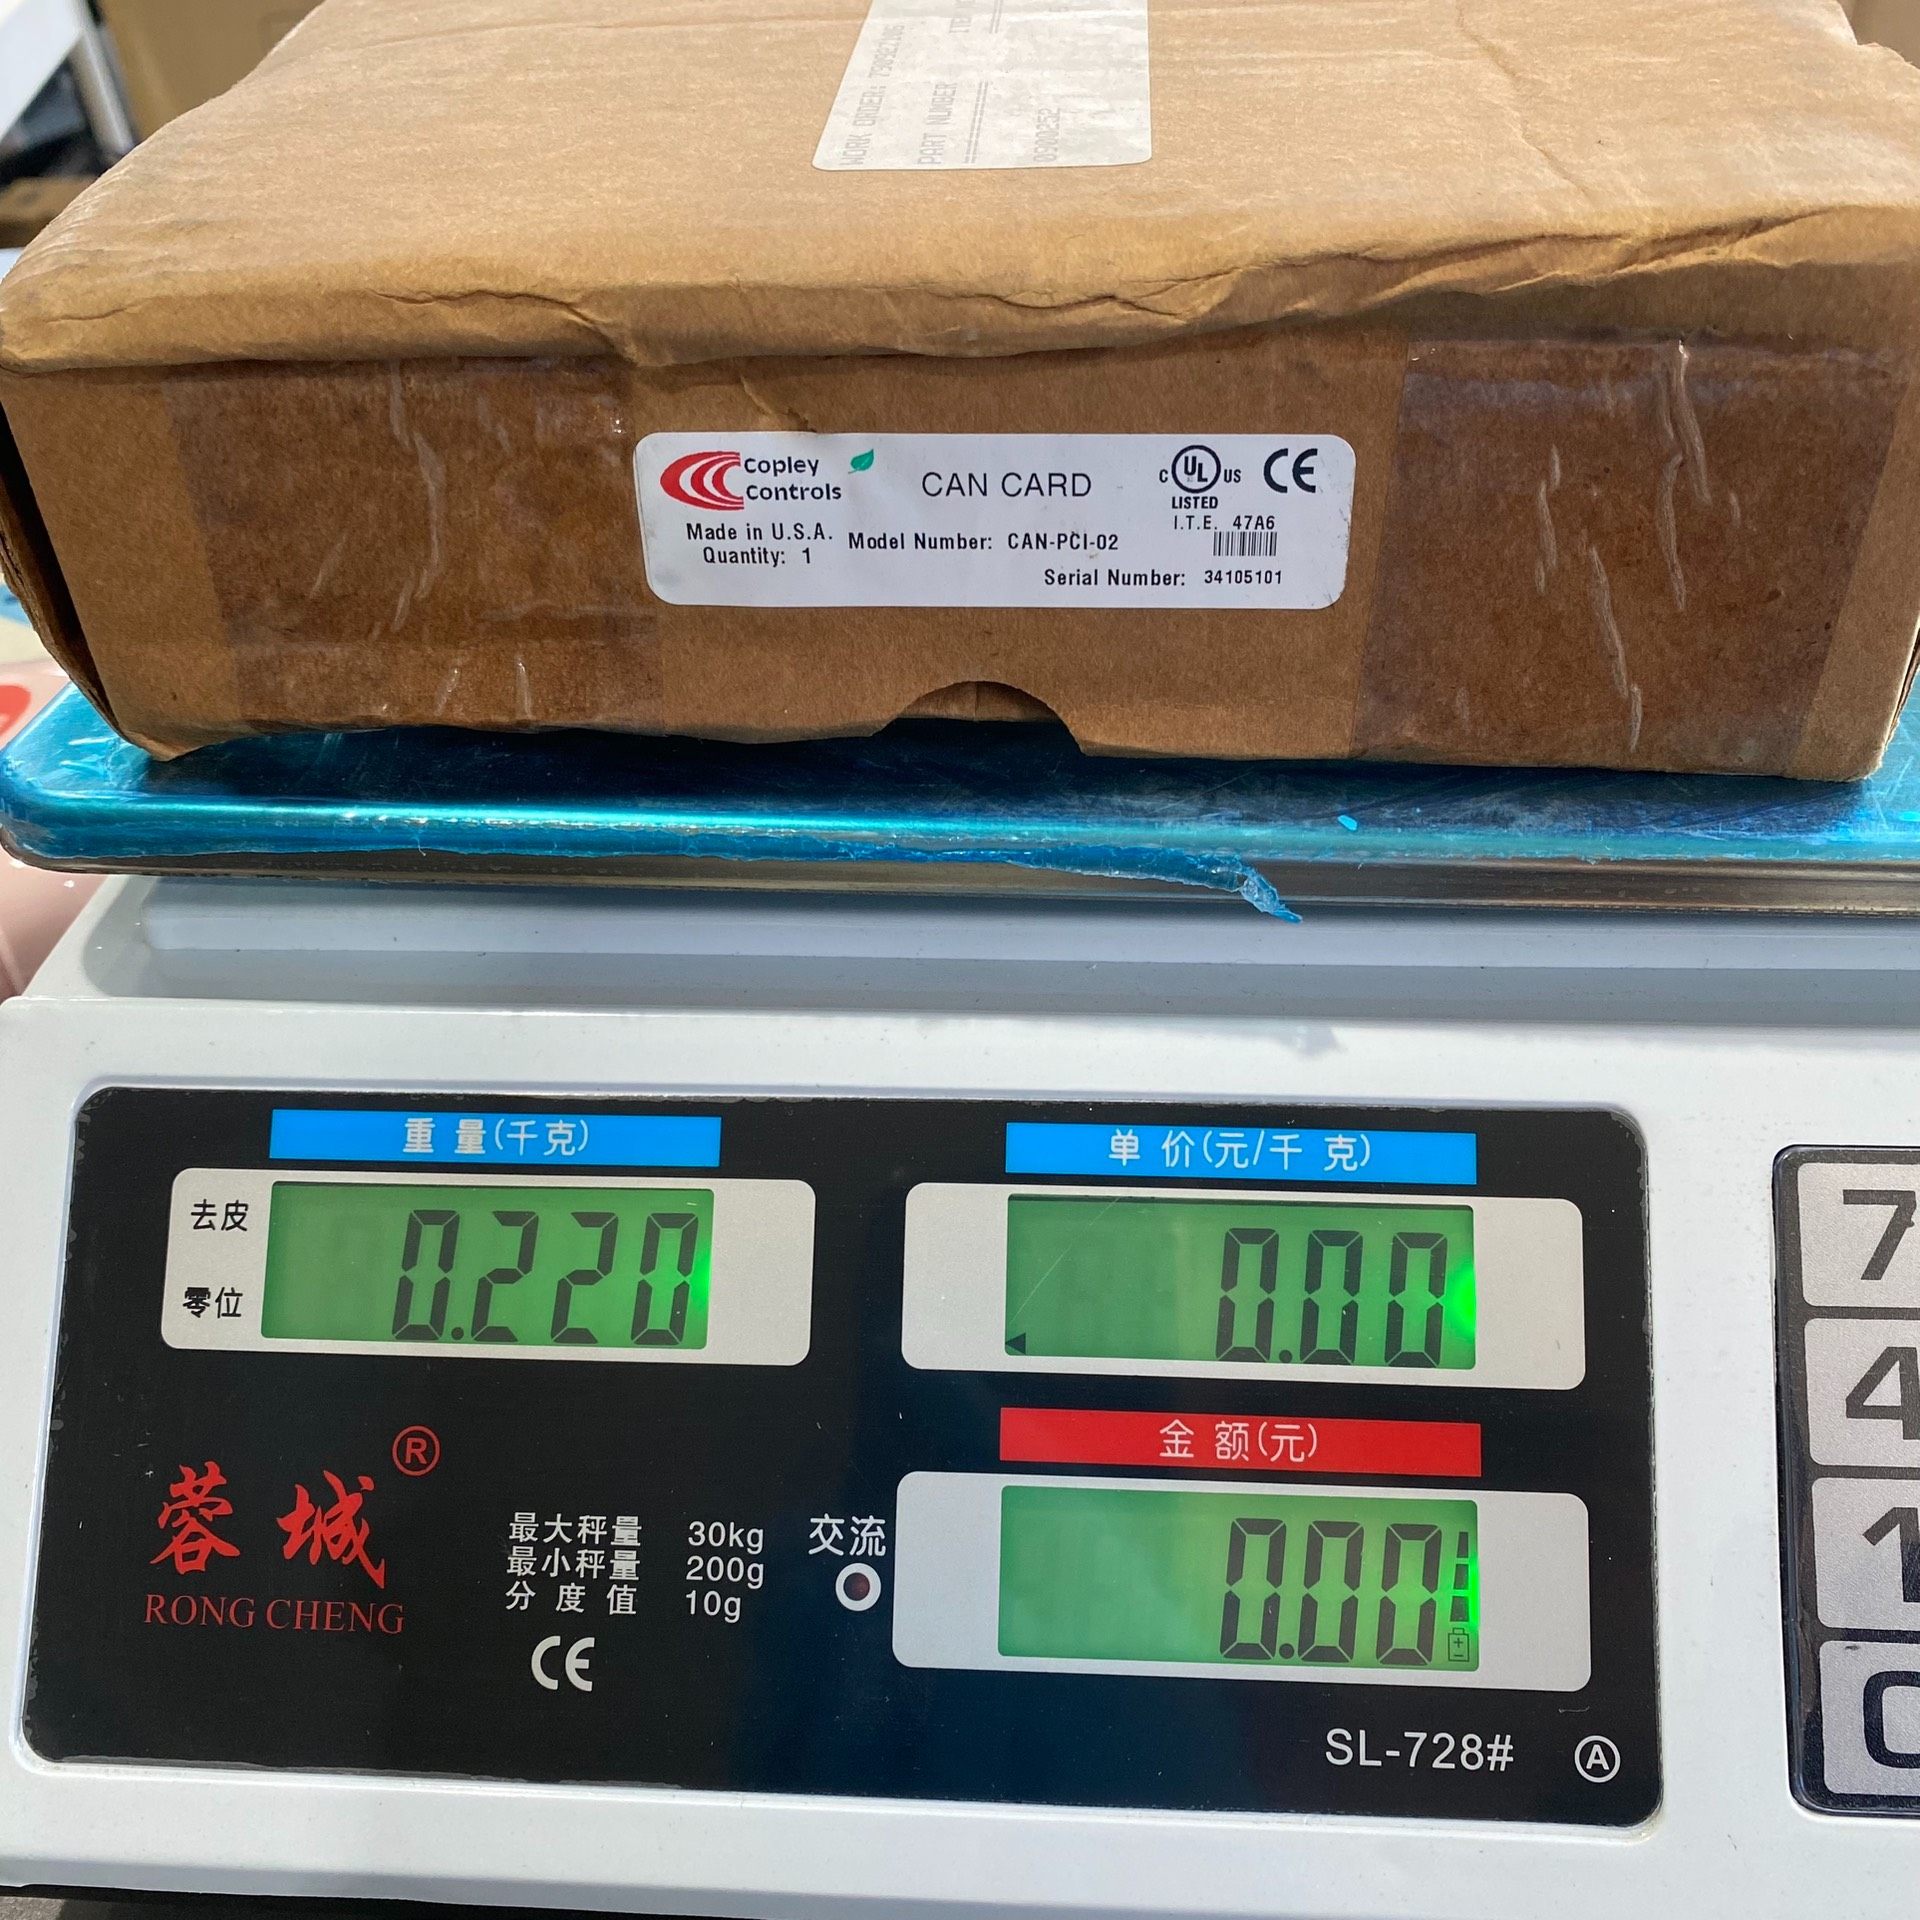 WORK ORDER:
PART NUMBER
0900252
Copley
Controls
CAN CARD
C UL US
LISTED
CE
I.T.E. 47A6
Made in U.S.A.
Quantity: 1
Model Number: CAN-PCI-02
Serial Number: 34105101
重量(千克)
单价(元/千克)
去皮
零位
0.220
0.00
金额(元)
0.00
蓉城®
RONG CHENG
最大秤量 30kg
最小秤量 200g
分度值 10g
交流
CE
SL-728#
A
7
4
1
0